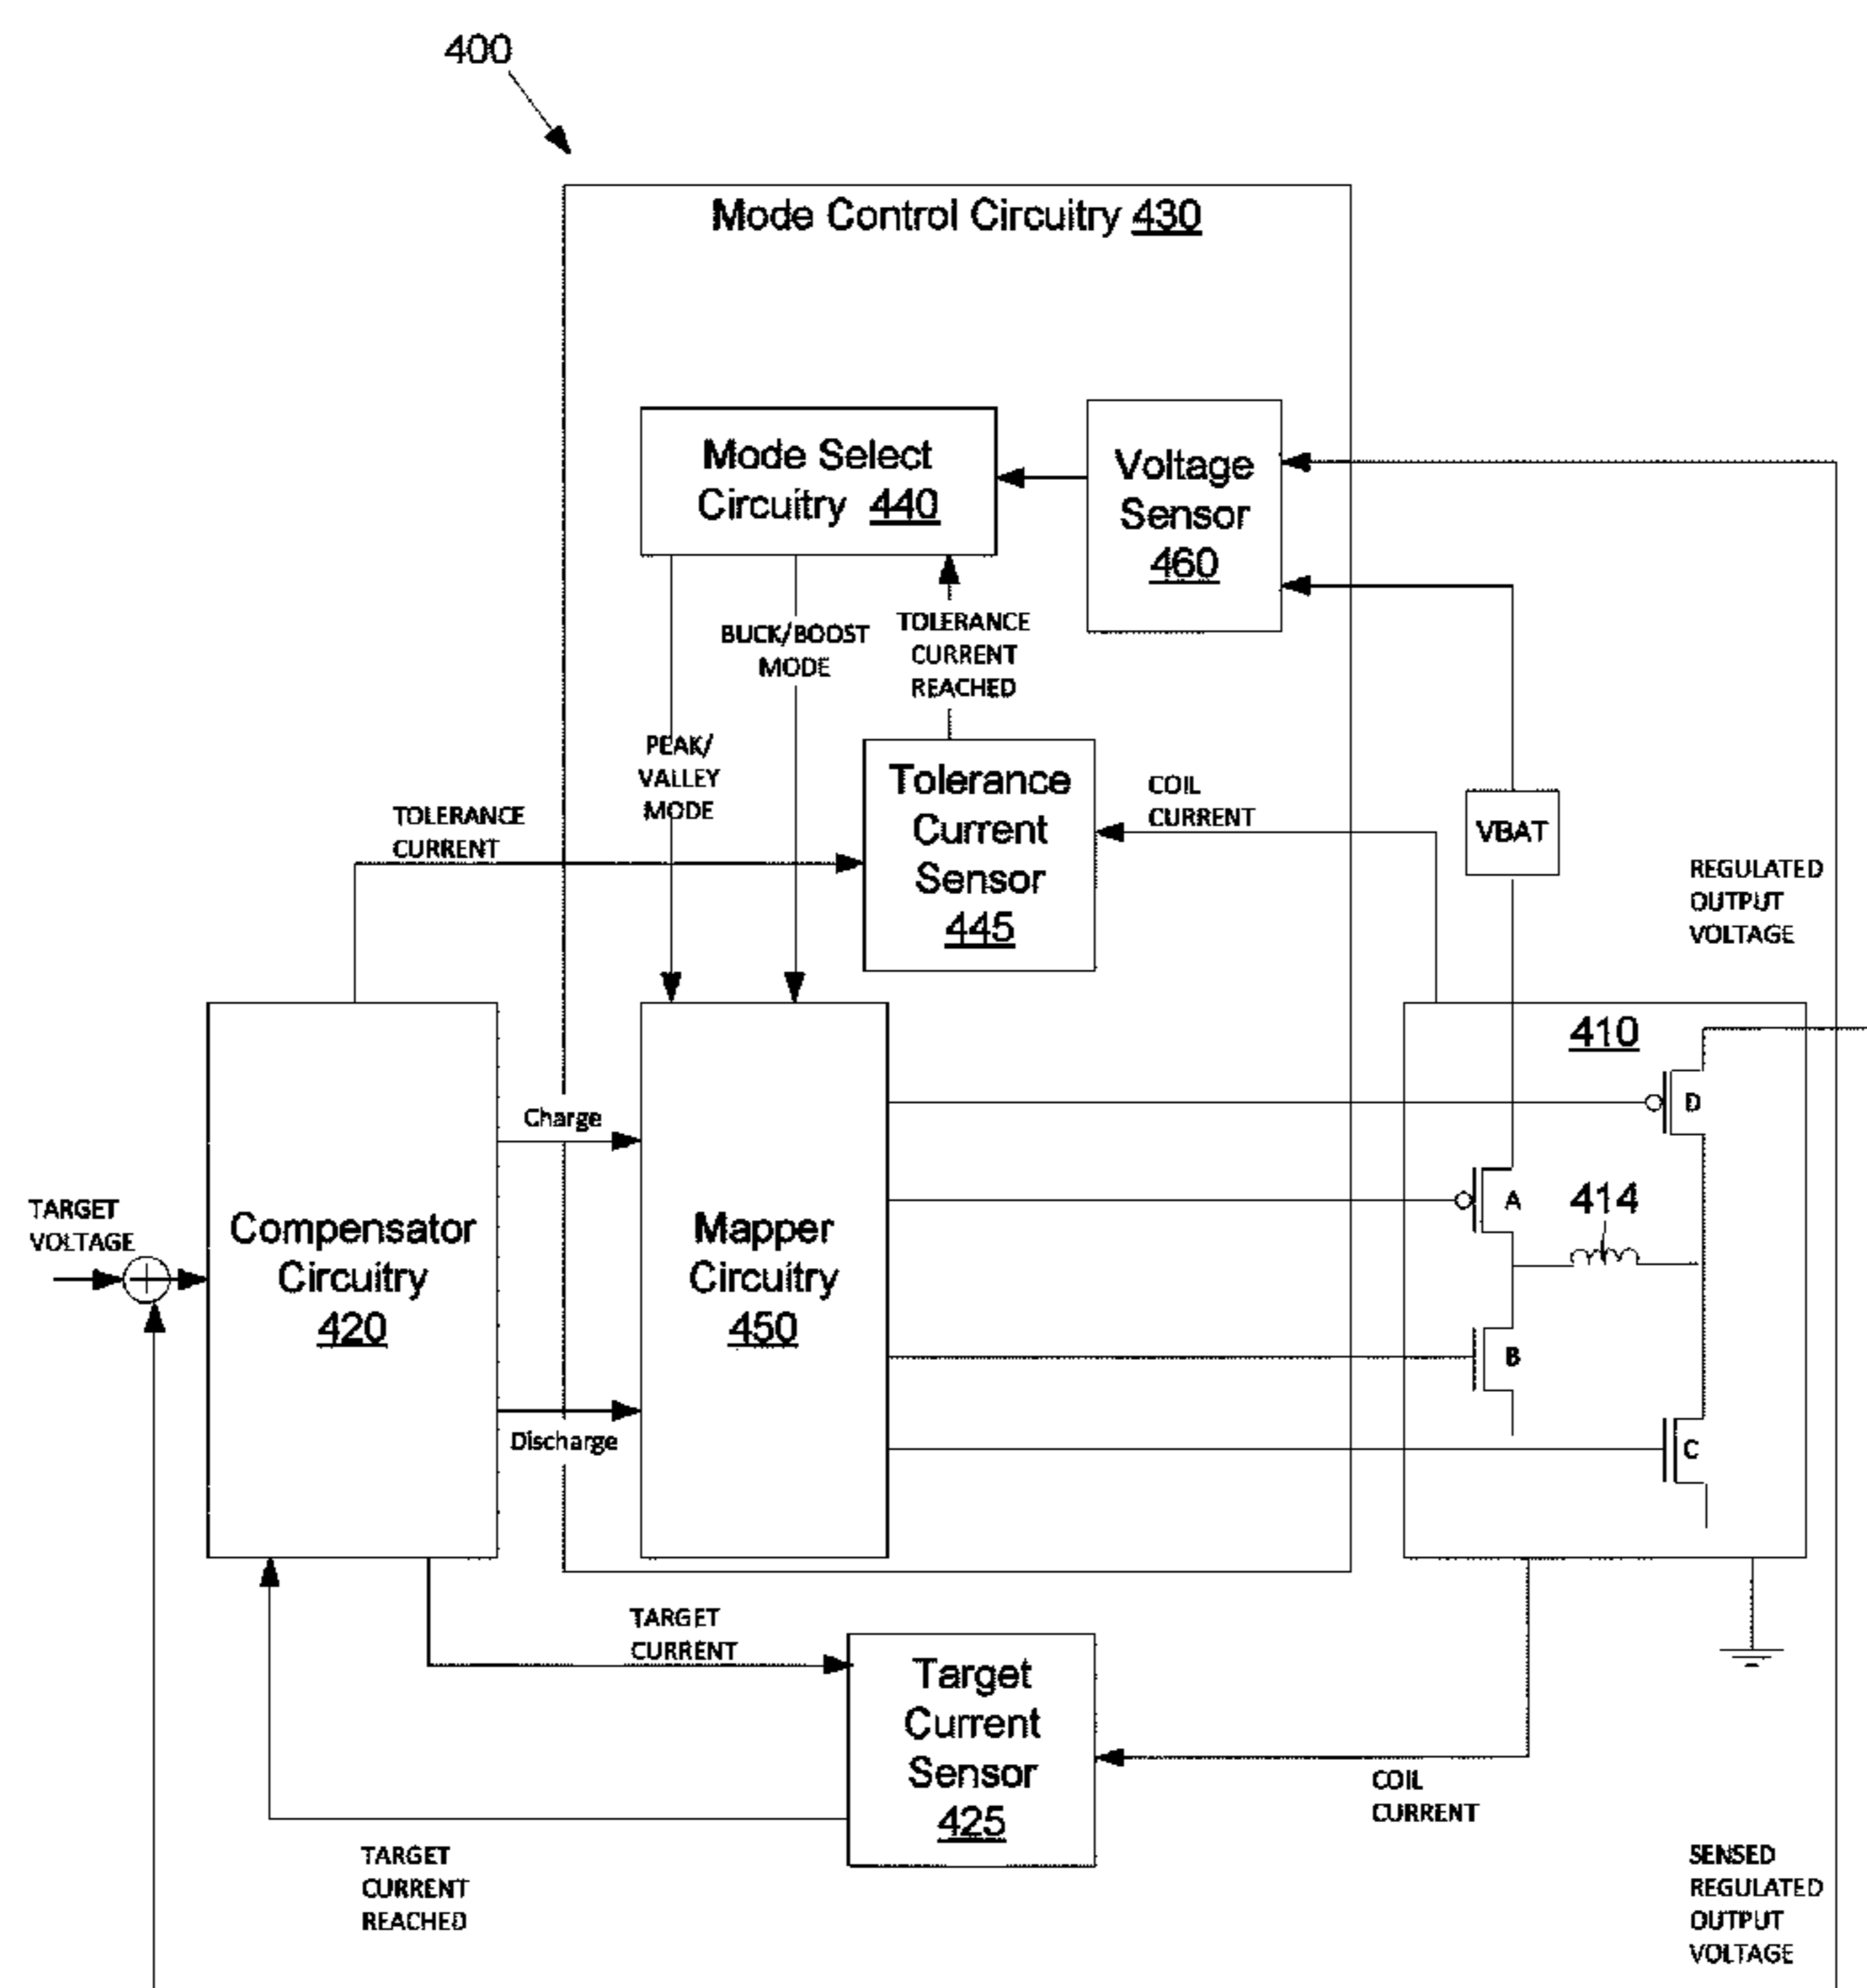 400
Mode Control Circuitry 430
Mode Select
Circuitry 440
Voltage
Sensor
460
BUCK/BOOST
MODE
TOLERANCE
CURRENT
REACHED
PEAK/
VALLEY
MODE
TOLERANCE
CURRENT
Tolerance
Current
Sensor
445
COIL
CURRENT
VBAT
REGULATED
OUTPUT
VOLTAGE
410
D
A
414
B
C
Charge
Discharge
TARGET
VOLTAGE
Compensator
Circuitry
420
Mapper
Circuitry
450
TARGET
CURRENT
Target
Current
Sensor
425
COIL
CURRENT
TARGET
CURRENT
REACHED
SENSED
REGULATED
OUTPUT
VOLTAGE